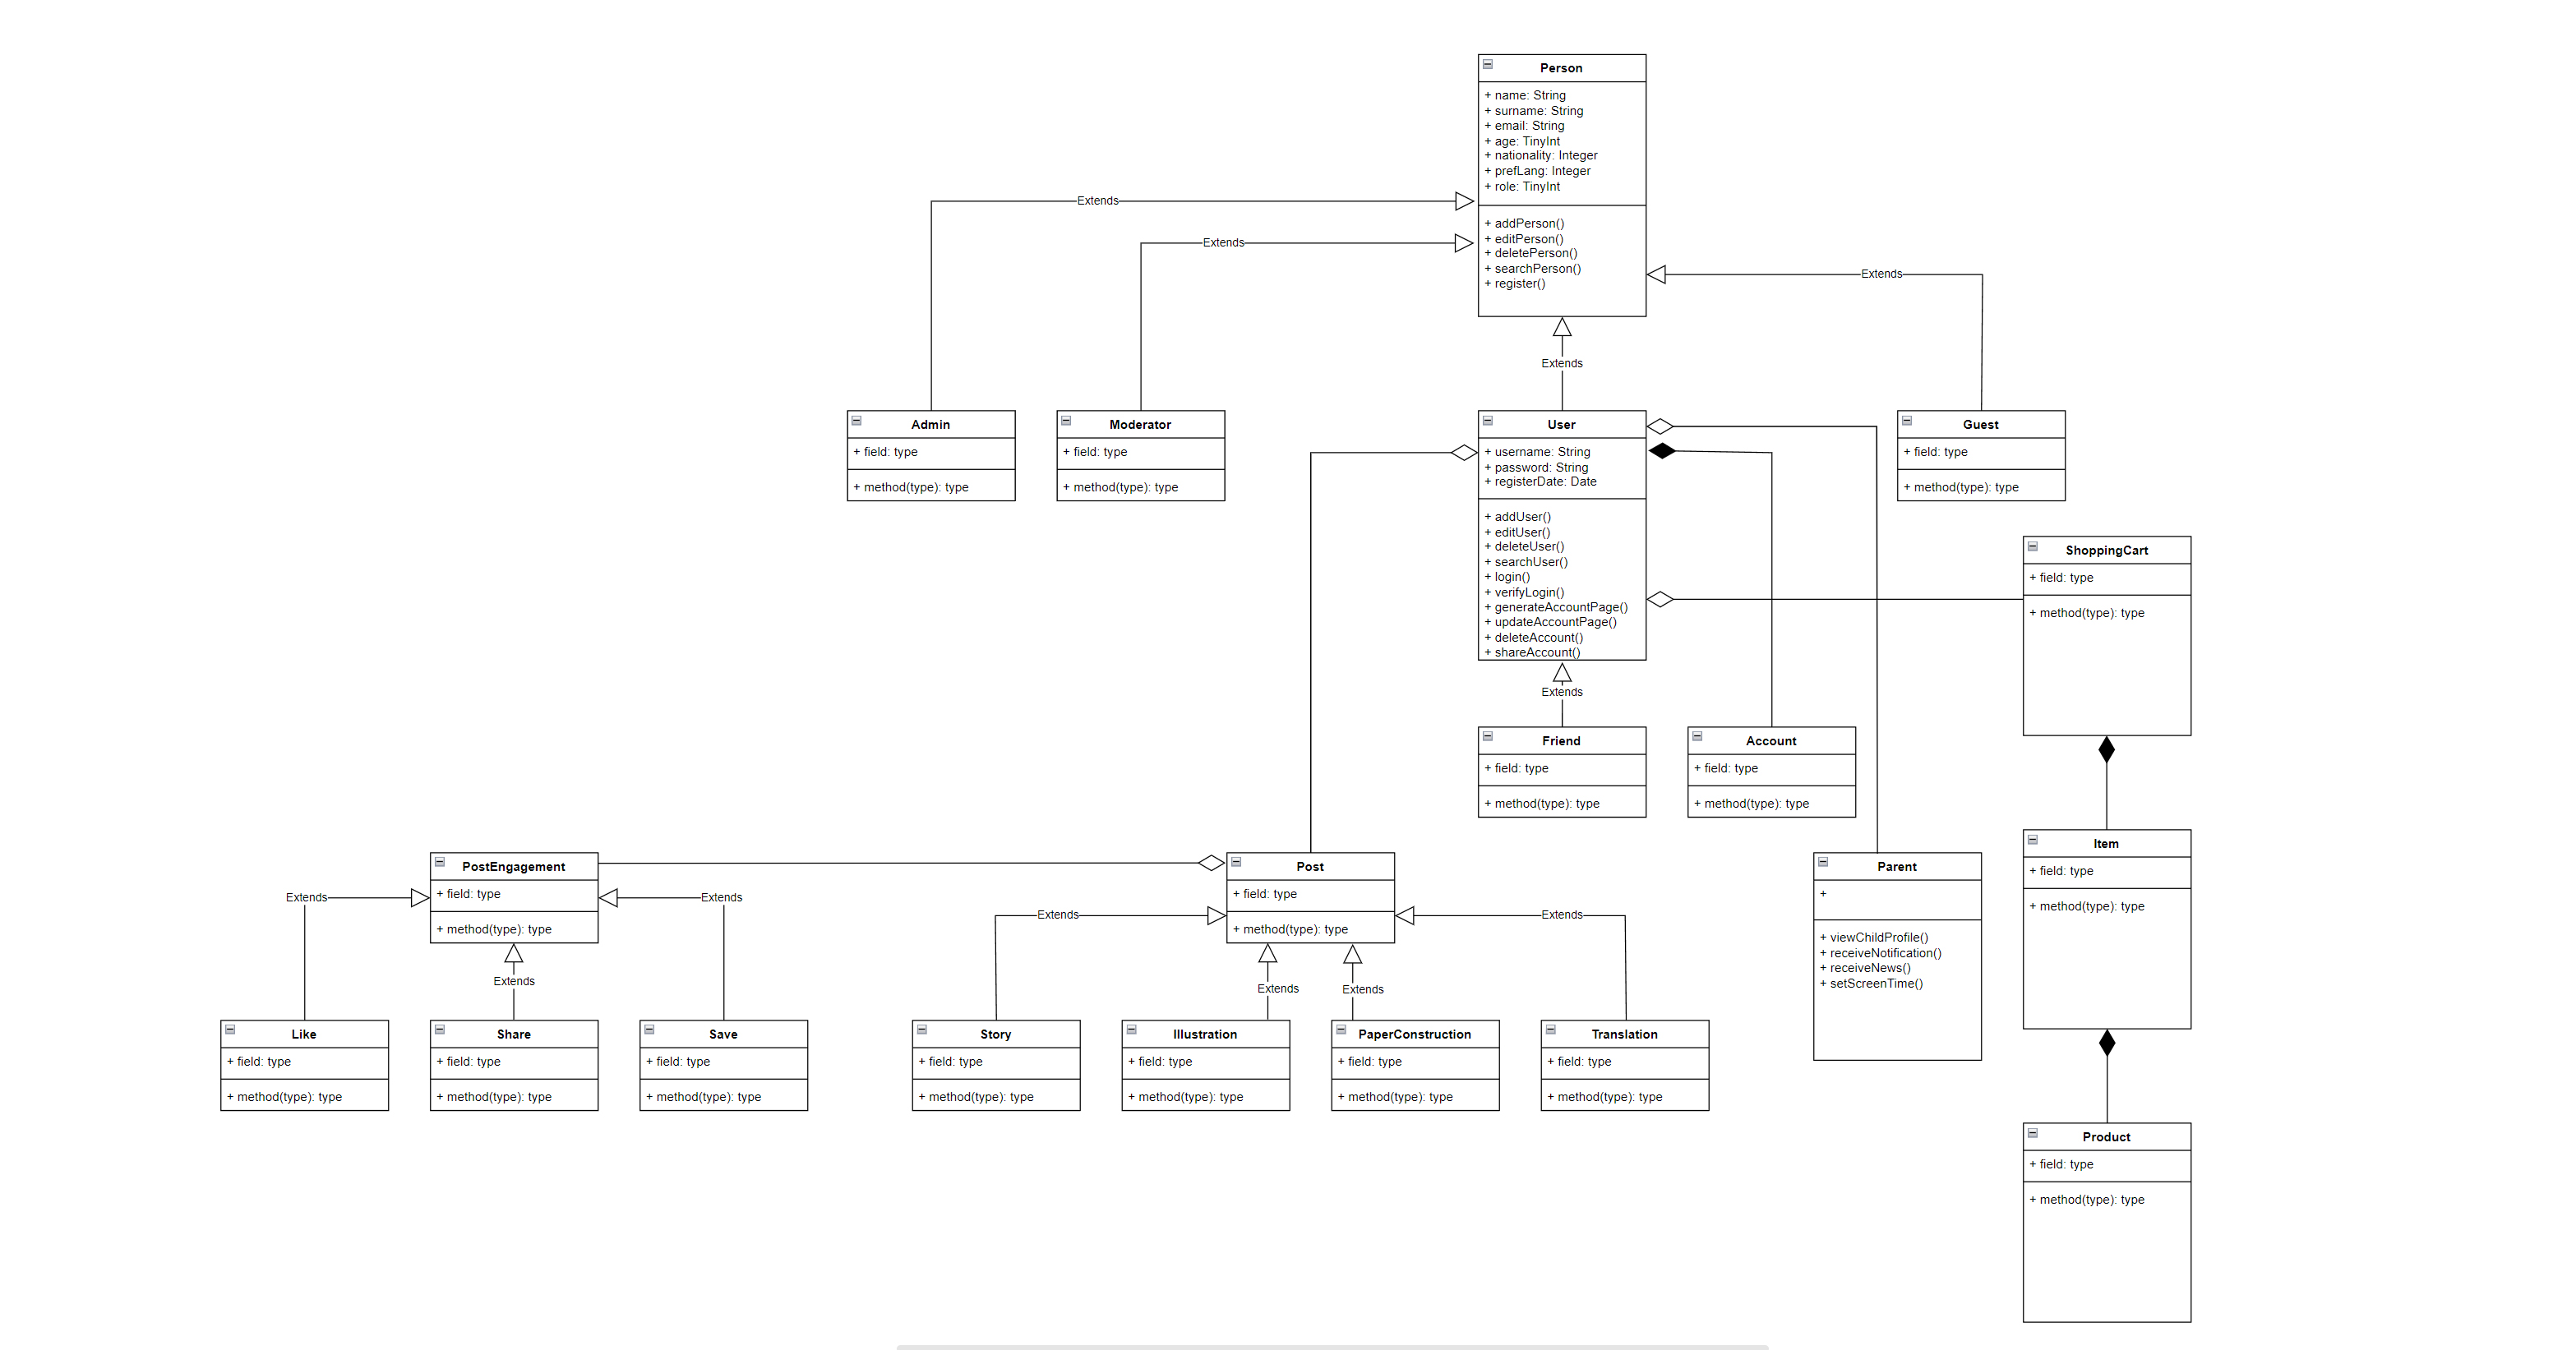 Person
+ name: String
+ surname: String
+ email: String
+ age: TinyInt
+ nationality: Integer
+ prefLang: Integer
+ role: TinyInt
+ addPerson()
+ editPerson()
+ deletePerson()
+ searchPerson()
+ register()
Extends
Extends
Extends
Extends
Admin
+ field: type
+ method(type): type
Moderator
+ field: type
+ method(type): type
User
+ username: String
+ password: String
+ registerDate: Date
+ addUser()
+ editUser()
+ deleteUser()
+ searchUser()
+ login()
+ verifyLogin()
+ generateAccountPage()
+ updateAccountPage()
+ deleteAccount()
+ shareAccount()
Guest
+ field: type
+ method(type): type
ShoppingCart
+ field: type
+ method(type): type
Extends
Friend
+ field: type
+ method(type): type
Account
+ field: type
+ method(type): type
PostEngagement
+ field: type
+ method(type): type
Post
+ field: type
+ method(type): type
Parent
+
+ viewChildProfile()
+ receiveNotification()
+ receiveNews()
+ setScreenTime()
Item
+ field: type
+ method(type): type
Extends
Extends
Extends
Extends
Extends
Extends
Extends
Like
+ field: type
+ method(type): type
Share
+ field: type
+ method(type): type
Save
+ field: type
+ method(type): type
Story
+ field: type
+ method(type): type
Illustration
+ field: type
+ method(type): type
PaperConstruction
+ field: type
+ method(type): type
Translation
+ field: type
+ method(type): type
Product
+ field: type
+ method(type): type